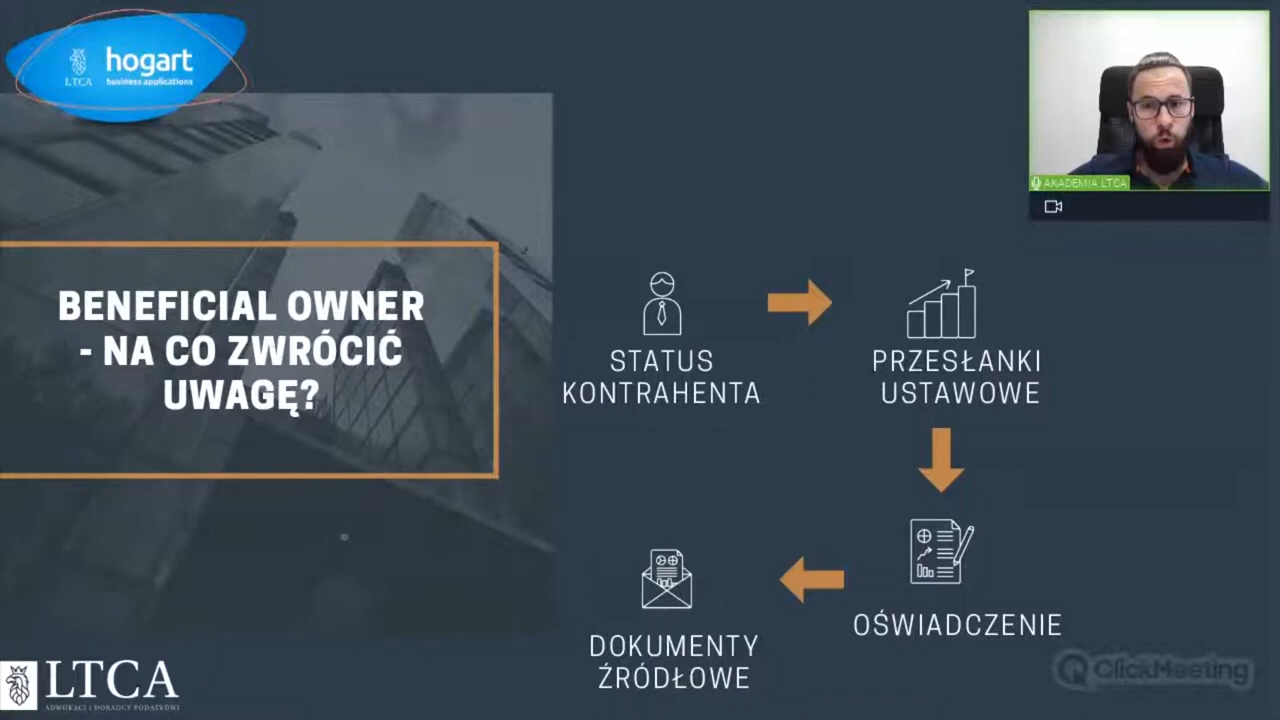 LTCA
hogart
business applications
AKADEMIA LTCA
BENEFICIAL OWNER
- NA CO ZWRÓCIĆ
UWAGĘ?
STATUS
KONTRAHENTA
PRZESŁANKI
USTAWOWE
OŚWIADCZENIE
DOKUMENTY
ŹRÓDŁOWE
LTCA
ADWOKACI I DORADCY PODATKOWI
ClickMeeting